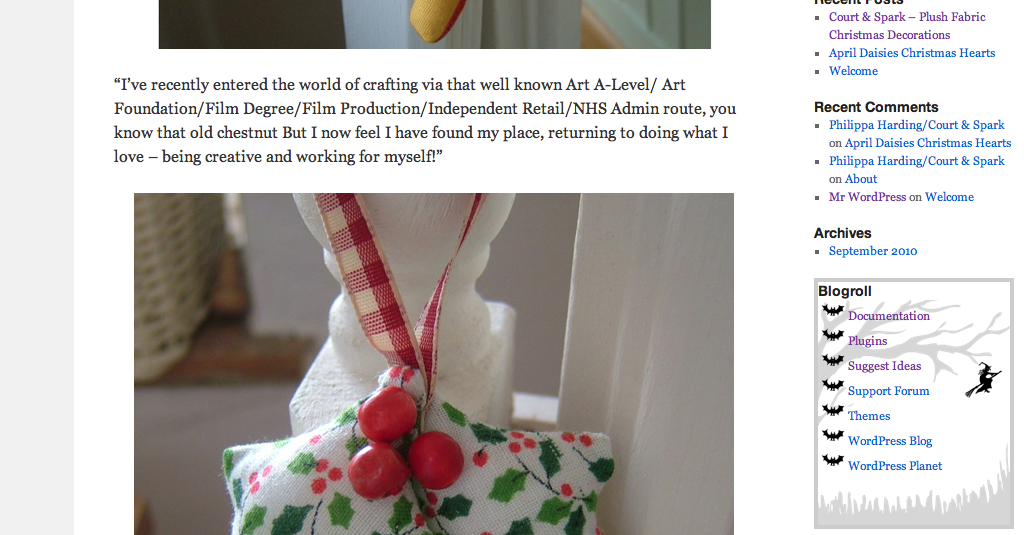 “I’ve recently entered the world of crafting via that well known Art A-Level/ Art
Foundation/Film Degree/Film Production/Independent Retail/NHS Admin route, you
know that old chestnut But I now feel I have found my place, returning to doing what I
love – being creative and working for myself!”
Recent Posts
Court & Spark – Plush Fabric
Christmas Decorations
April Daisies Christmas Hearts
Welcome
Recent Comments
Philippa Harding/Court & Spark
on April Daisies Christmas Hearts
Philippa Harding/Court & Spark
on About
Mr WordPress on Welcome
Archives
September 2010
Blogroll
Documentation
Plugins
Suggest Ideas
Support Forum
Themes
WordPress Blog
WordPress Planet